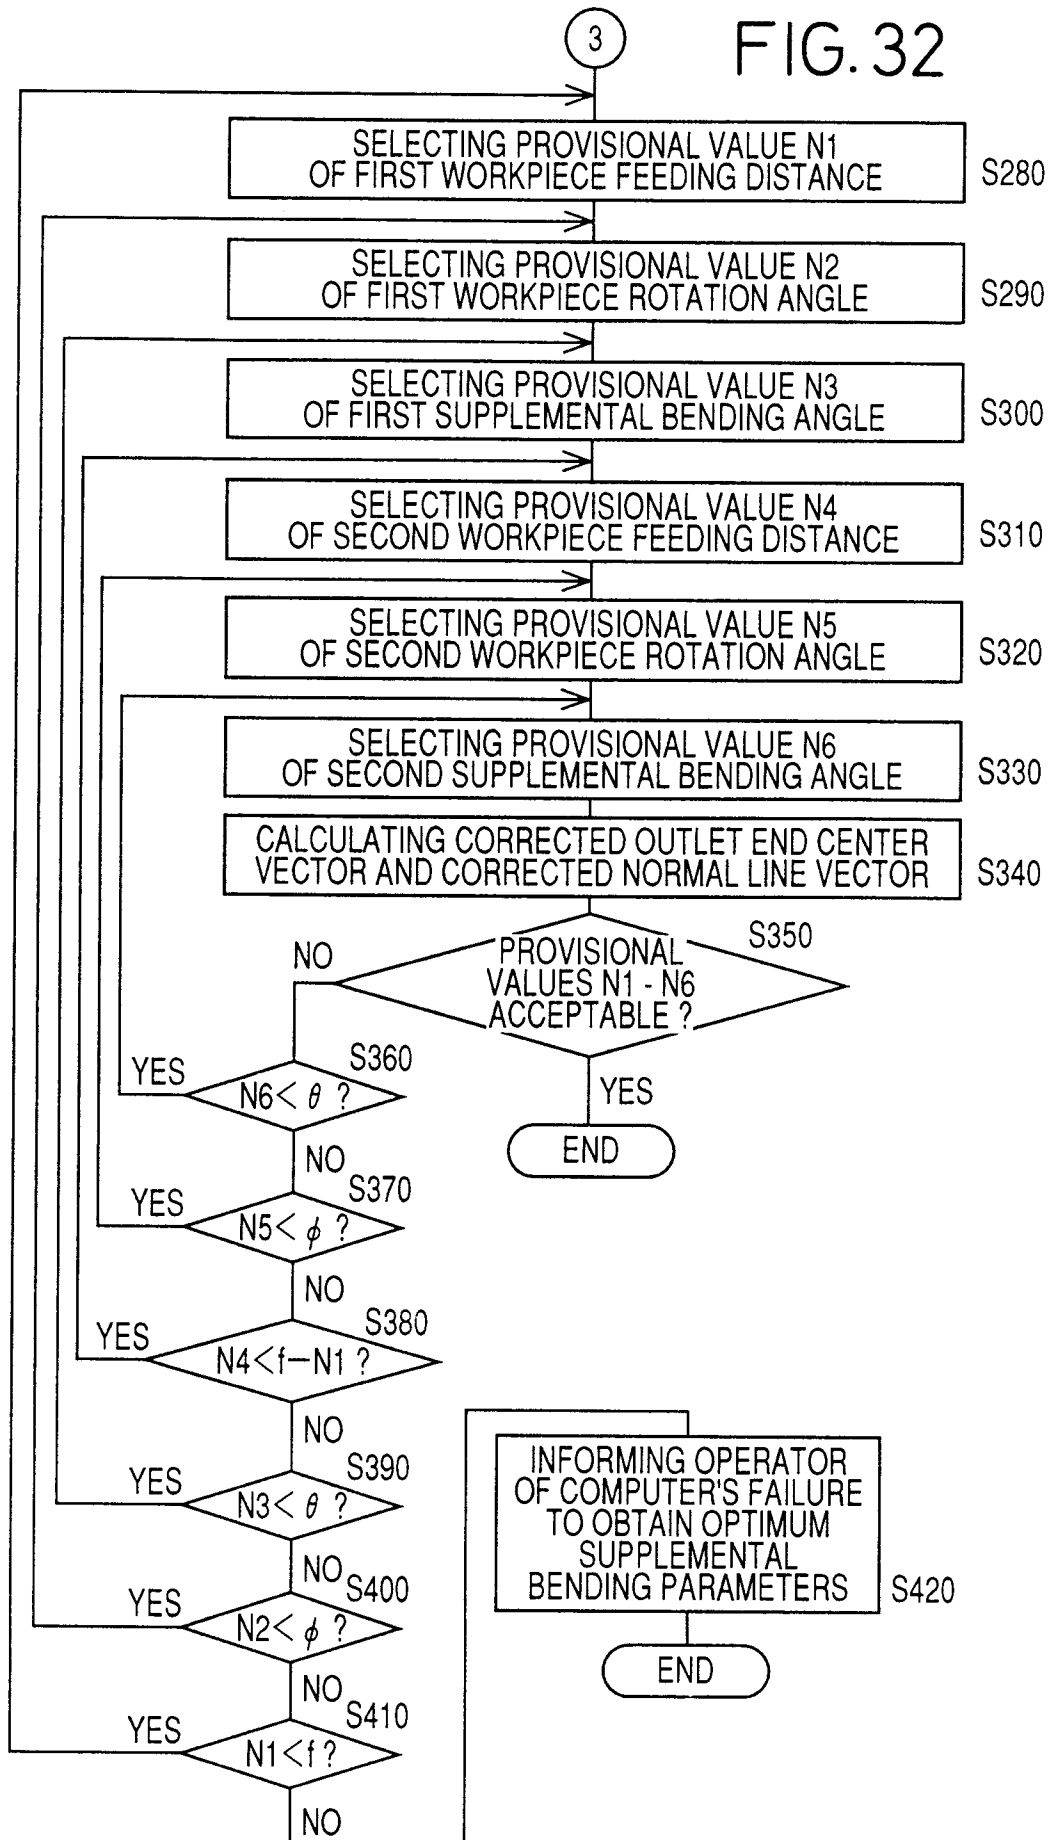 3
FIG. 32
SELECTING PROVISIONAL VALUE N1
OF FIRST WORKPIECE FEEDING DISTANCE
S280
SELECTING PROVISIONAL VALUE N2
OF FIRST WORKPIECE ROTATION ANGLE
S290
SELECTING PROVISIONAL VALUE N3
OF FIRST SUPPLEMENTAL BENDING ANGLE
S300
SELECTING PROVISIONAL VALUE N4
OF SECOND WORKPIECE FEEDING DISTANCE
S310
SELECTING PROVISIONAL VALUE N5
OF SECOND WORKPIECE ROTATION ANGLE
S320
SELECTING PROVISIONAL VALUE N6
OF SECOND SUPPLEMENTAL BENDING ANGLE
S330
CALCULATING CORRECTED OUTLET END CENTER
VECTOR AND CORRECTED NORMAL LINE VECTOR
S340
S350
PROVISIONAL
VALUES N1 - N6
ACCEPTABLE ?
NO
YES
END
S360
N6< θ ?
YES
NO
S370
N5< ϕ ?
YES
NO
S380
N4<f−N1 ?
YES
NO
S390
N3< θ ?
YES
NO
S400
N2< ϕ ?
YES
NO
S410
N1<f ?
YES
NO
INFORMING OPERATOR
OF COMPUTER'S FAILURE
TO OBTAIN OPTIMUM
SUPPLEMENTAL
BENDING PARAMETERS
S420
END